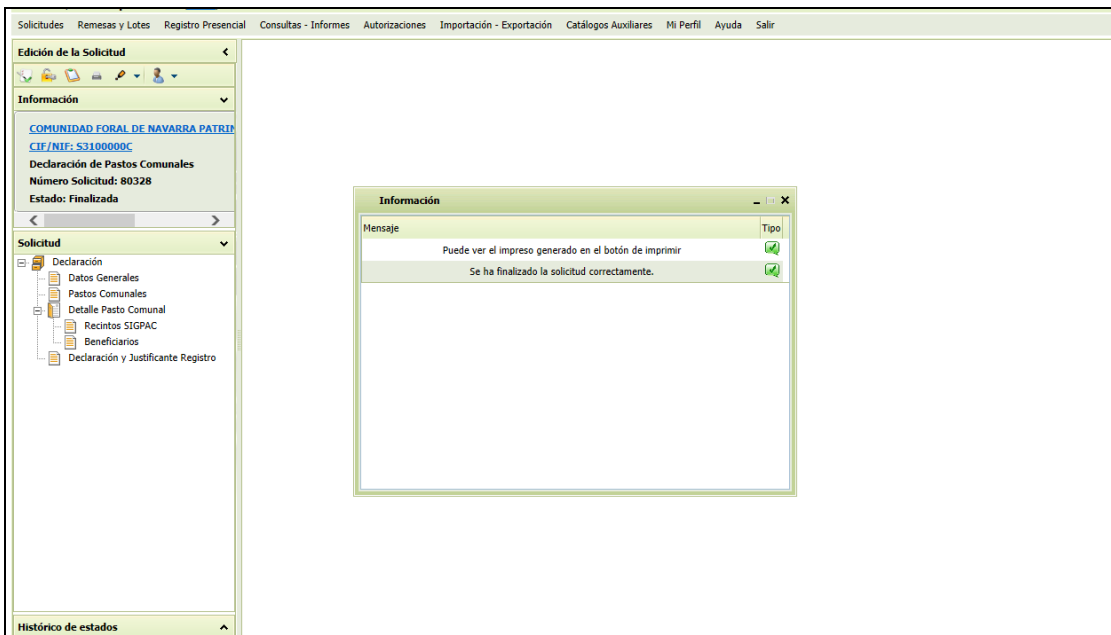 Solicitudes Remesas y Lotes Registro Presencial Consultas - Informes Autorizaciones Importación - Exportación Catálogos Auxiliares Mi Perfil Ayuda Salir
Edición de la Solicitud
Información
COMUNIDAD FORAL DE NAVARRA PATRIM
CIF/NIF: S3100000C
Declaración de Pastos Comunales
Número Solicitud: 80328
Estado: Finalizada
Solicitud
Declaración
Datos Generales
Pastos Comunales
Detalle Pasto Comunal
Recintos SIGPAC
Beneficiarios
Declaración y Justificante Registro
Histórico de estados
Información
Mensaje Tipo
Puede ver el impreso generado en el botón de imprimir
Se ha finalizado la solicitud correctamente.